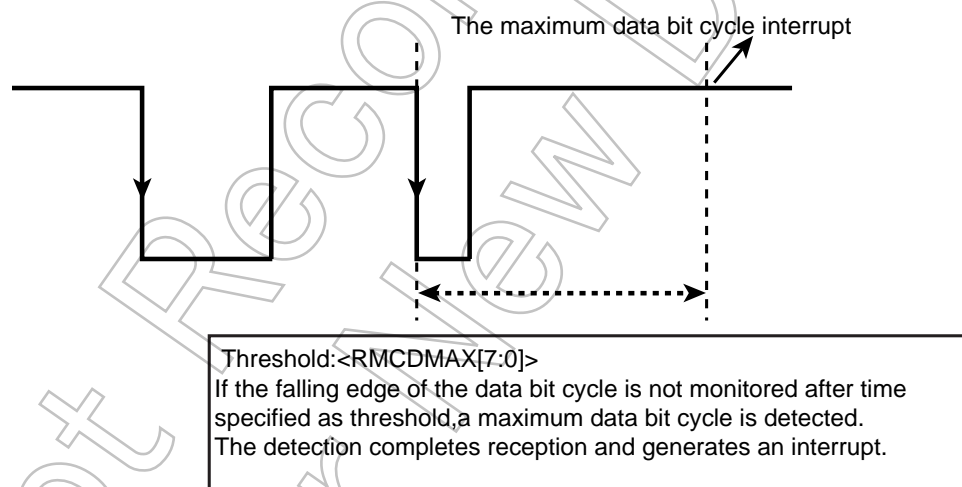 The maximum data bit cycle interrupt
Threshold:<RMCDMAX[7:0]>
If the falling edge of the data bit cycle is not monitored after time
specified as threshold,a maximum data bit cycle is detected.
The detection completes reception and generates an interrupt.